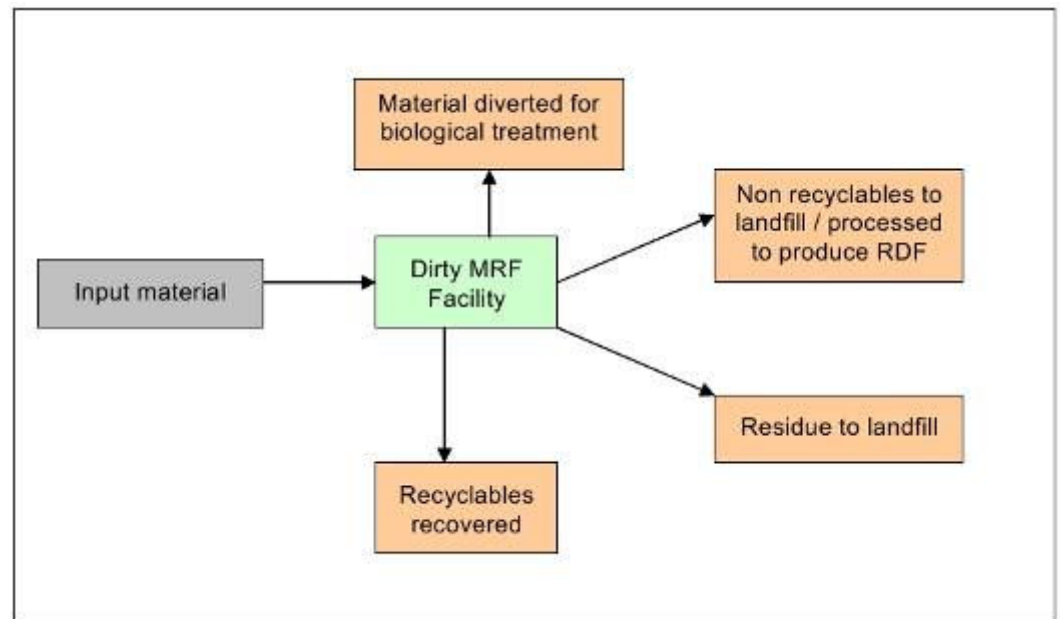 Material diverted for
biological treatment
Non recyclables to
landfill / processed
to produce RDF
Dirty MRF
Facility
Input material
Residue to landfill
Recyclables
recovered